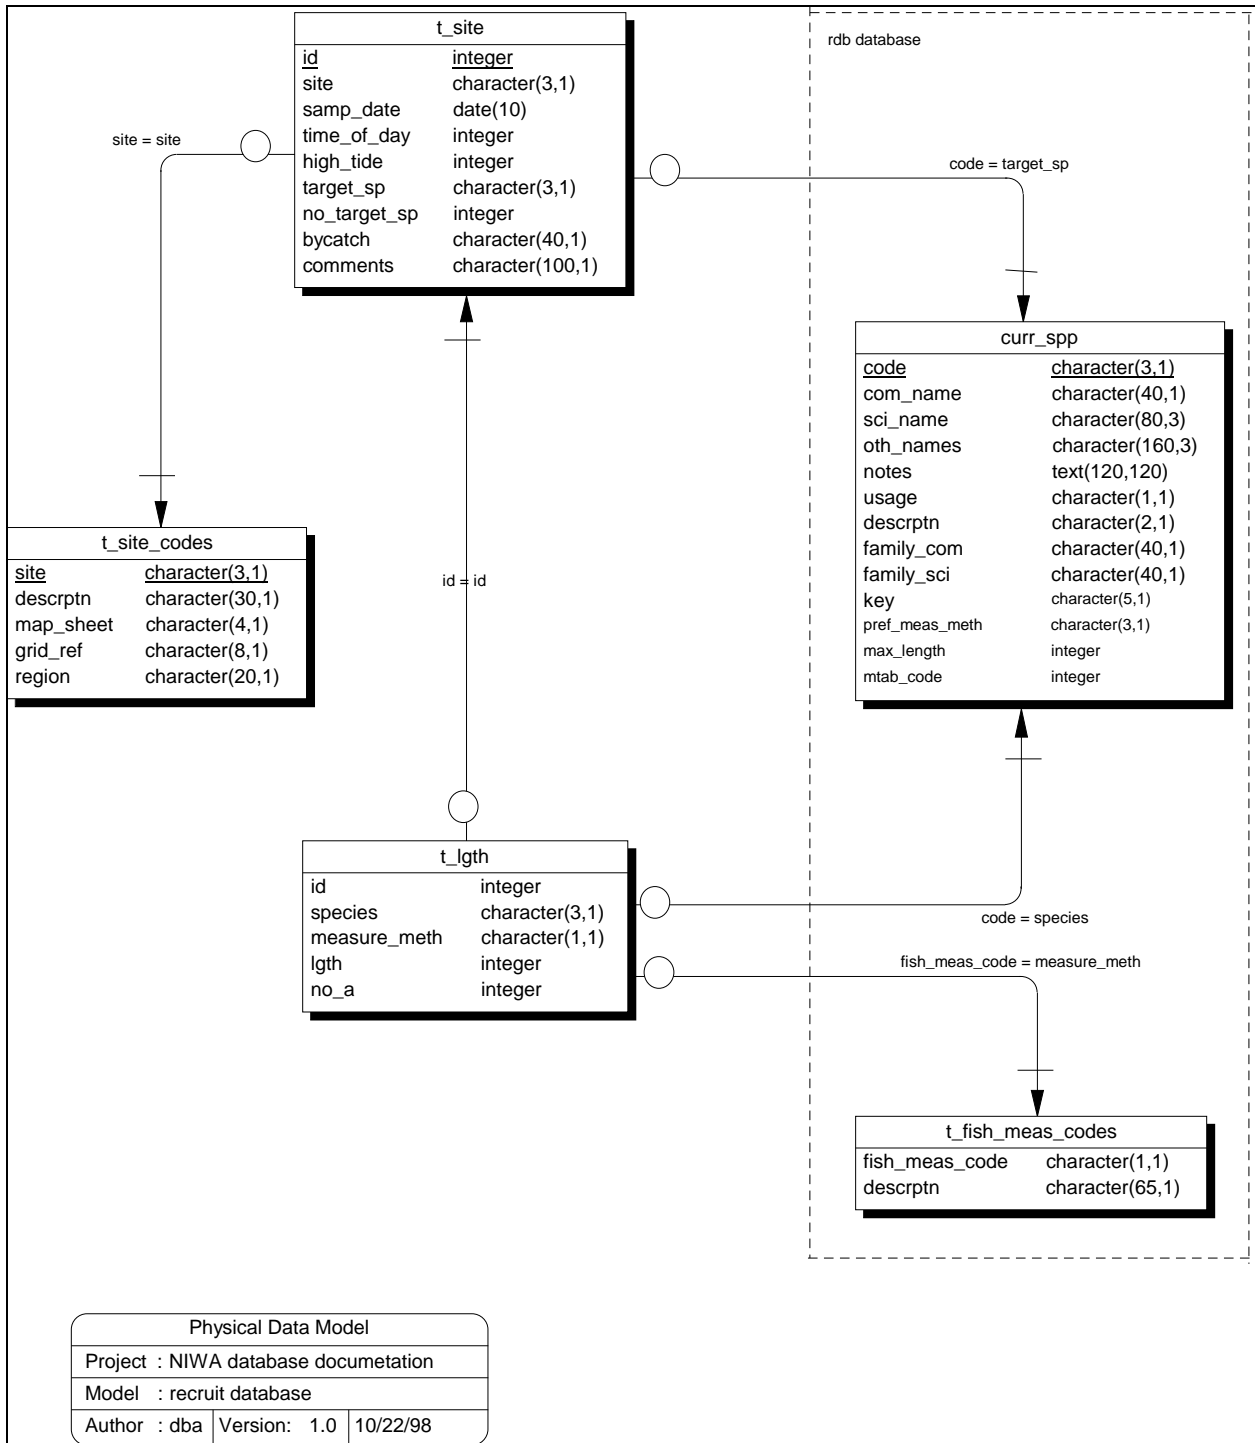 t_site
id integer
site character(3,1)
samp_date date(10)
time_of_day integer
high_tide integer
target_sp character(3,1)
no_target_sp integer
bycatch character(40,1)
comments character(100,1)
rdb database
site = site
code = target_sp
curr_spp
code character(3,1)
com_name character(40,1)
sci_name character(80,3)
oth_names character(160,3)
notes text(120,120)
usage character(1,1)
descrptn character(2,1)
family_com character(40,1)
family_sci character(40,1)
key character(5,1)
pref_meas_meth character(3,1)
max_length integer
mtab_code integer
t_site_codes
site character(3,1)
descrptn character(30,1)
map_sheet character(4,1)
grid_ref character(8,1)
region character(20,1)
id = id
t_lgth
id integer
species character(3,1)
measure_meth character(1,1)
lgth integer
no_a integer
code = species
fish_meas_code = measure_meth
t_fish_meas_codes
fish_meas_code character(1,1)
descrptn character(65,1)
Physical Data Model
Project : NIWA database documetation
Model : recruit database
Author : dba Version: 1.0 10/22/98